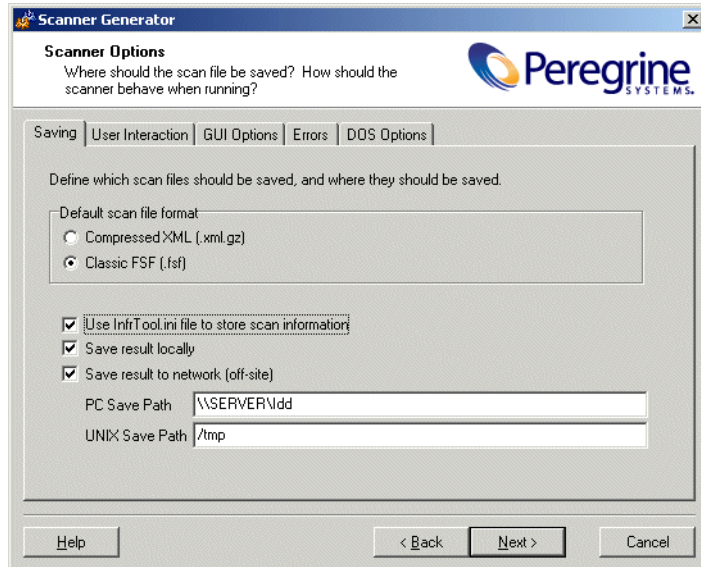 Scanner Generator
Scanner Options
Where should the scan file be saved? How should the
scanner behave when running?
Peregrine
SYSTEMS.
Saving
User Interaction
GUI Options
Errors
DOS Options
Define which scan files should be saved, and where they should be saved.
Default scan file format
Compressed XML (.xml.gz)
Classic FSF (.fsf)
Use InfrTool.ini file to store scan information
Save result locally
Save result to network (off-site)
PC Save Path \\SERVER\Idd
UNIX Save Path /tmp
Help
< Back
Next >
Cancel